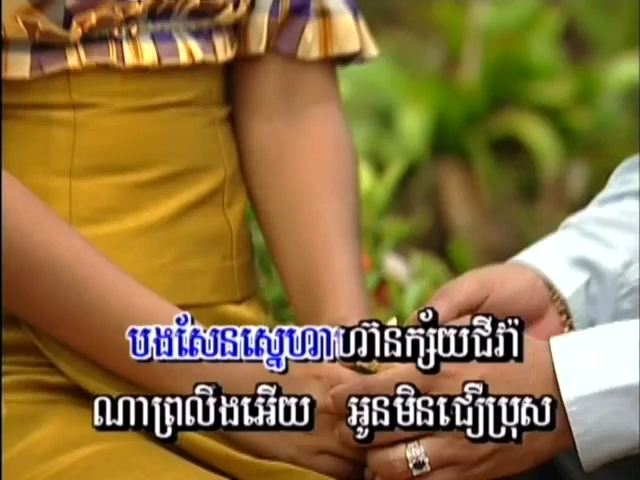 បងសែនស្នេហាហ៊ានក្ស័យជីវ៉ា
ណាព្រលឹងអើយ អូនមិនជឿប្រុស